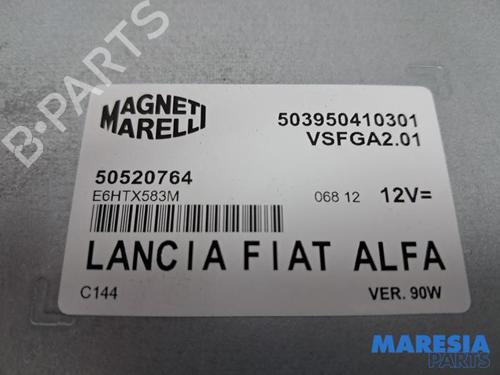 B-PARTS
MAGNETI
MARELLI
503950410301
VSFGA2.01
50520764
E6HTX583M
068 12
12V=
LANCIA FIAT ALFA
C144
VER. 90W
MARESIA
PARTS